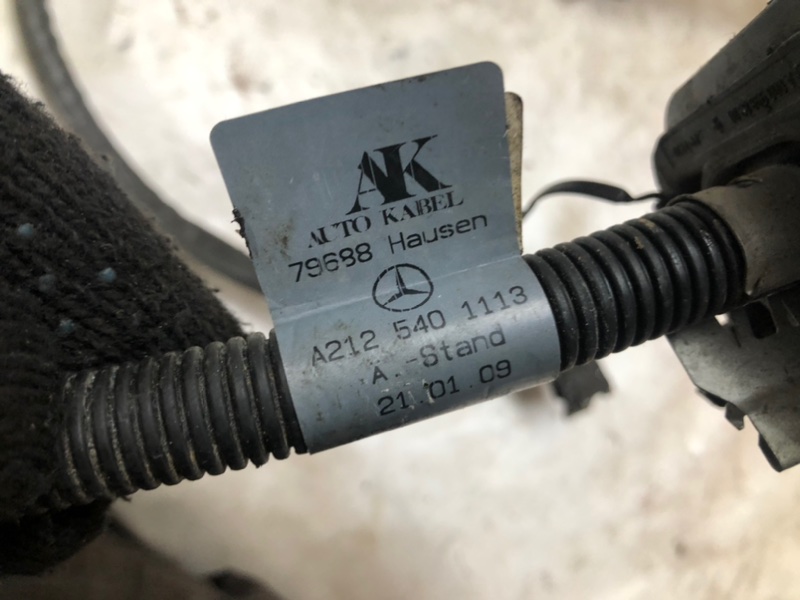 AK
AUTO KABEL
79688 Hausen
A212 540 1113
A.-Stand
21.01.09